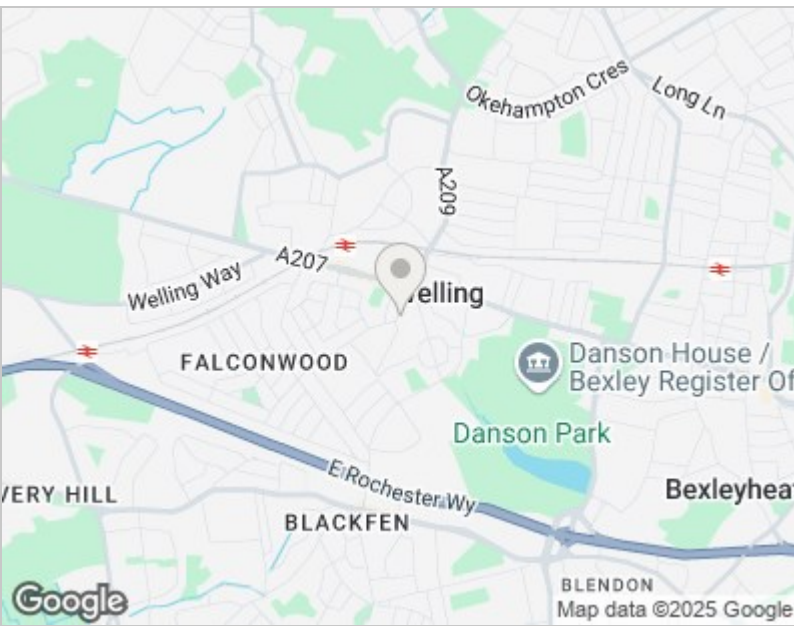 Okehampton Cres
Long Ln
A209
A207
Welling Way
elling
FALCONWOOD
Danson House /
Bexley Register Of
Danson Park
E Rochester Wy
VERY HILL
Bexleyhea
BLACKFEN
BLENDON
Google
Map data ©2025 Google